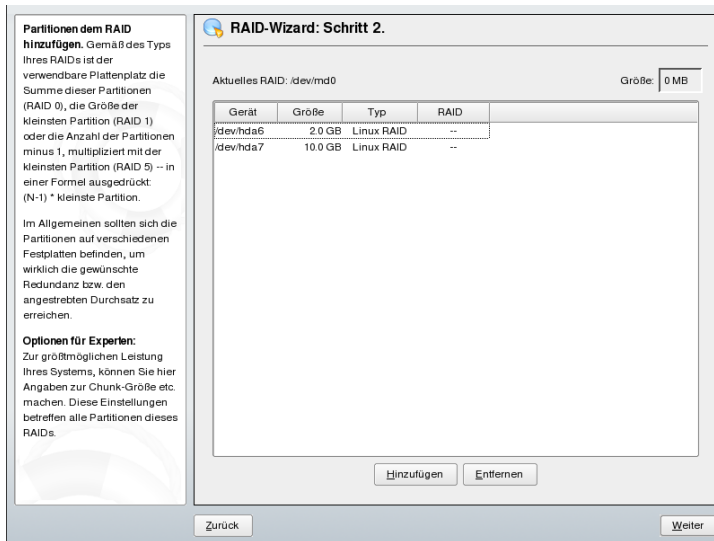 Partitionen dem RAID
hinzufügen. Gemäß des Typs
Ihres RAIDs ist der
verwendbare Plattenplatz die
Summe dieser Partitionen
(RAID 0), die Größe der
kleinsten Partition (RAID 1)
oder die Anzahl der Partitionen
minus 1, multipliziert mit der
kleinsten Partition (RAID 5) -- in
einer Formel ausgedrückt:
(N-1) * kleinste Partition.
Im Allgemeinen sollten sich die
Partitionen auf verschiedenen
Festplatten befinden, um
wirklich die gewünschte
Redundanz bzw. den
angestrebten Durchsatz zu
erreichen.
Optionen für Experten:
Zur größtmöglichen Leistung
Ihres Systems, können Sie hier
Angaben zur Chunk-Größe etc.
machen. Diese Einstellungen
betreffen alle Partitionen dieses
RAIDs.
RAID-Wizard: Schritt 2.
Aktuelles RAID: /dev/md0 Größe: 0 MB
Gerät Größe Typ RAID
/dev/hda6 2.0 GB Linux RAID --
/dev/hda7 10.0 GB Linux RAID --
Hinzufügen Entfernen
Zurück Weiter